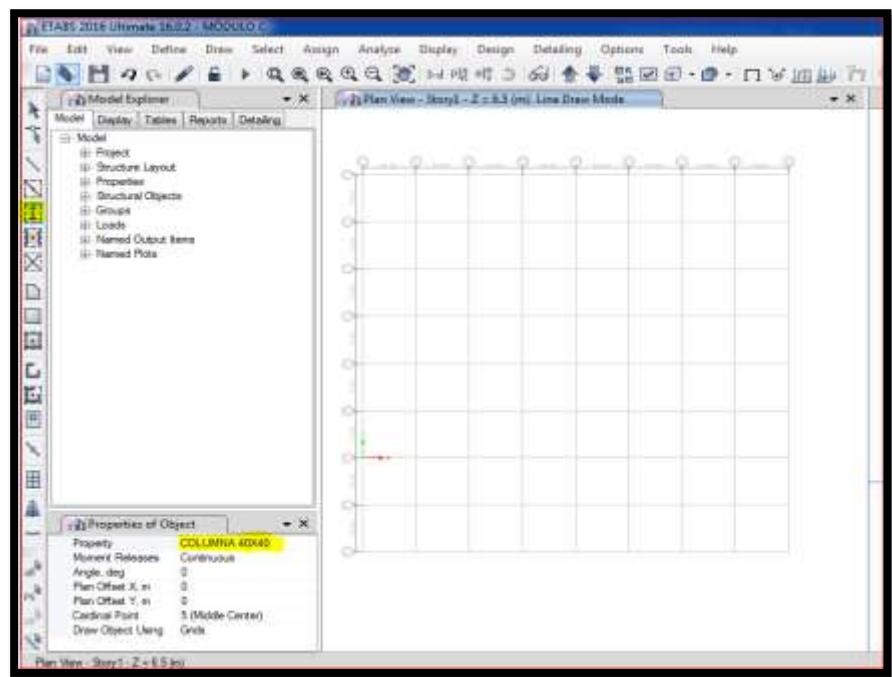 ETABS 2016 Ultimate 16.0.2 - MODULO C
File Edit View Define Draw Select Assign Analyze Display Design Detailing Options Tools Help
Model Explorer
Model Display Tables Reports Detailing
Model
Project
Structure Layout
Properties
Structural Objects
Groups
Loads
Named Output Items
Named Plots
Plan View - Story1 - Z = 6.5 (m) Line Draw Mode
Properties of Object
Property COLUMNA 40X40
Moment Releases Continuous
Angle, deg 0
Plan Offset X, m 0
Plan Offset Y, m 0
Cardinal Point 5 (Middle Center)
Draw Object Using Grids
Plan View - Story1 - Z = 6.5 (m)